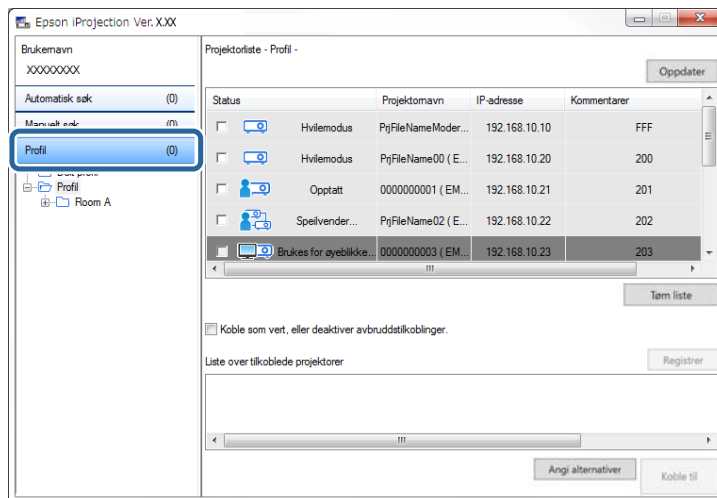 Epson iProjection Ver. X.XX
Brukernavn
XXXXXXXX
Automatisk søk (0)
Manuelt søk (0)
Profil (0)
Delt profil
Profil
Room A
Projektorliste - Profil -
Oppdater
Status Projektornavn IP-adresse Kommentarer
Hvilemodus PrjFileNameModer... 192.168.10.10 FFF
Hvilemodus PrjFileName00 ( E... 192.168.10.20 200
Opptatt 0000000001 ( EM... 192.168.10.21 201
Speilvender... PrjFileName02 ( E... 192.168.10.22 202
Brukes for øyeblikke... 0000000003 ( EM... 192.168.10.23 203
Tøm liste
Koble som vert, eller deaktiver avbruddstilkoblinger.
Liste over tilkoblede projektorer
Registrer
Angi alternativer
Koble til